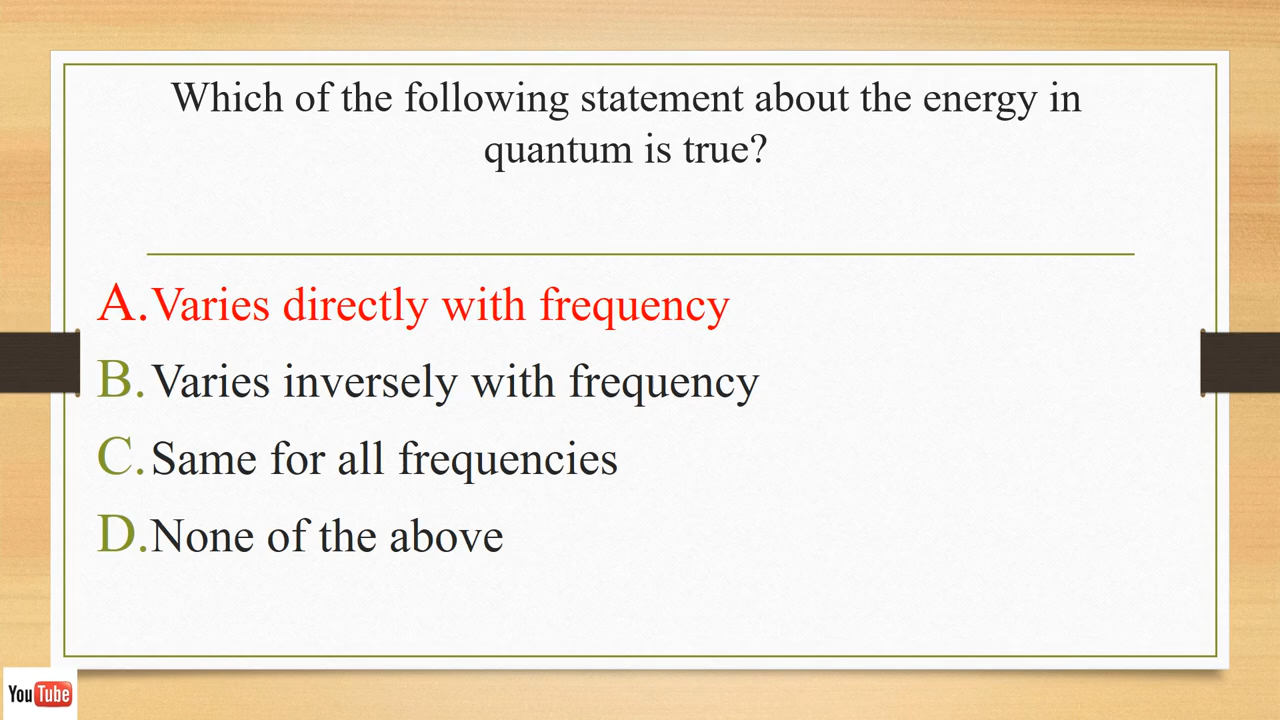 Which of the following statement about the energy in
quantum is true?
A. Varies directly with frequency
B. Varies inversely with frequency
C. Same for all frequencies
D. None of the above
YouTube